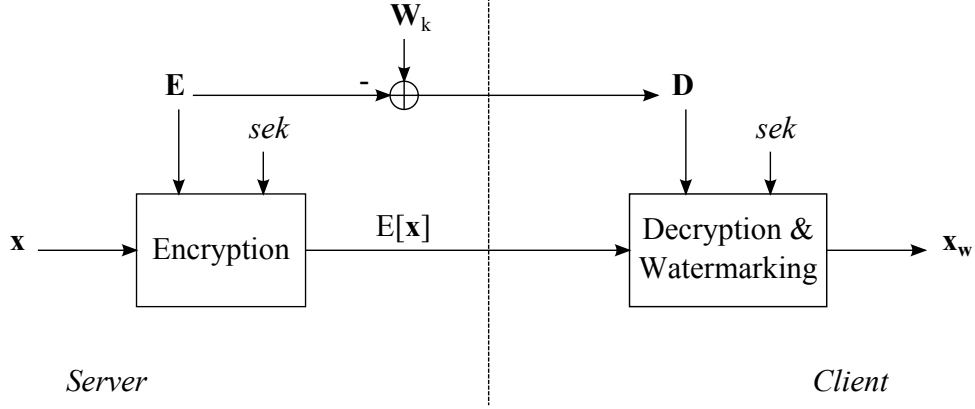 W_k
E - D
sek sek
x Encryption E[x] Decryption &
Watermarking x_w
Server Client